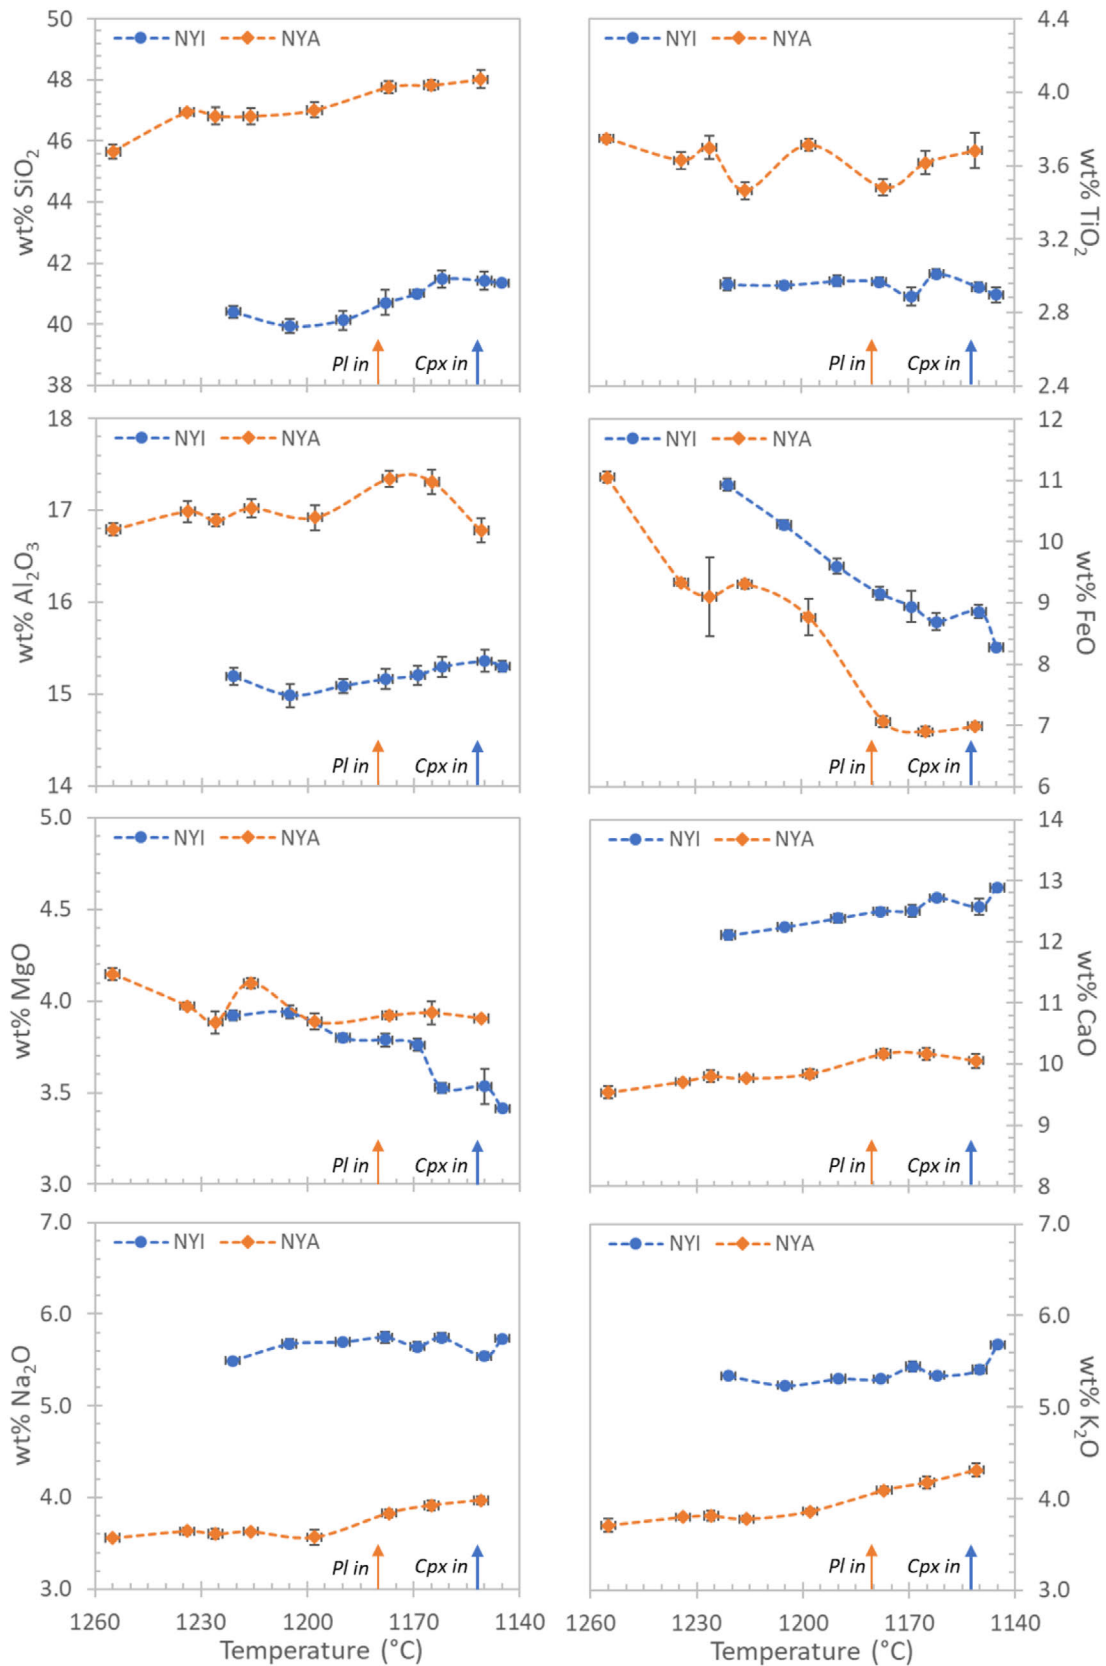 50
48
46
44
42
40
38
wt% SiO₂
NYI
NYA
Pl in
Cpx in
4.4
4.0
3.6
3.2
2.8
2.4
wt% TiO₂
NYI
NYA
Pl in
Cpx in
18
17
16
15
14
wt% Al₂O₃
NYI
NYA
Pl in
Cpx in
12
11
10
9
8
7
6
wt% FeO
NYI
NYA
Pl in
Cpx in
5.0
4.5
4.0
3.5
3.0
wt% MgO
NYI
NYA
Pl in
Cpx in
14
13
12
11
10
9
8
wt% CaO
NYI
NYA
Pl in
Cpx in
7.0
6.0
5.0
4.0
3.0
wt% Na₂O
NYI
NYA
Pl in
Cpx in
1260
1230
1200
1170
1140
Temperature (°C)
7.0
6.0
5.0
4.0
3.0
wt% K₂O
NYI
NYA
Pl in
Cpx in
1260
1230
1200
1170
1140
Temperature (°C)